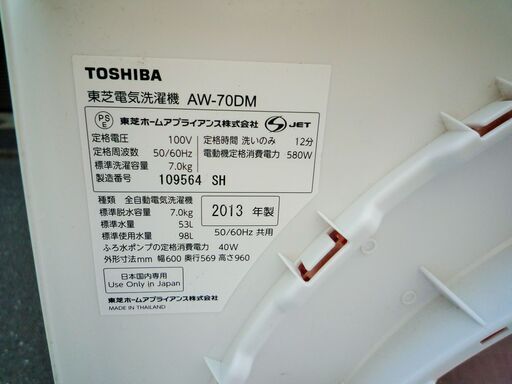 TOSHIBA
東芝電気洗濯機 AW-70DM
PS E 東芝ホームアプライアンス株式会社 S JET
定格電圧 100V 定格時間 洗いのみ 12分
定格周波数 50/60Hz 電動機定格消費電力 580W
標準洗濯容量 7.0kg
製造番号 109564 SH
種類 全自動電気洗濯機
標準脱水容量 7.0kg 2013 年製
標準水量 53L
標準使用水量 98L 50/60Hz 共用
ふろ水ポンプの定格消費電力 40W
外形寸法mm 幅600 奥行569 高さ960
日本国内専用
Use Only in Japan
東芝ホームアプライアンス株式会社
MADE IN THAILAND